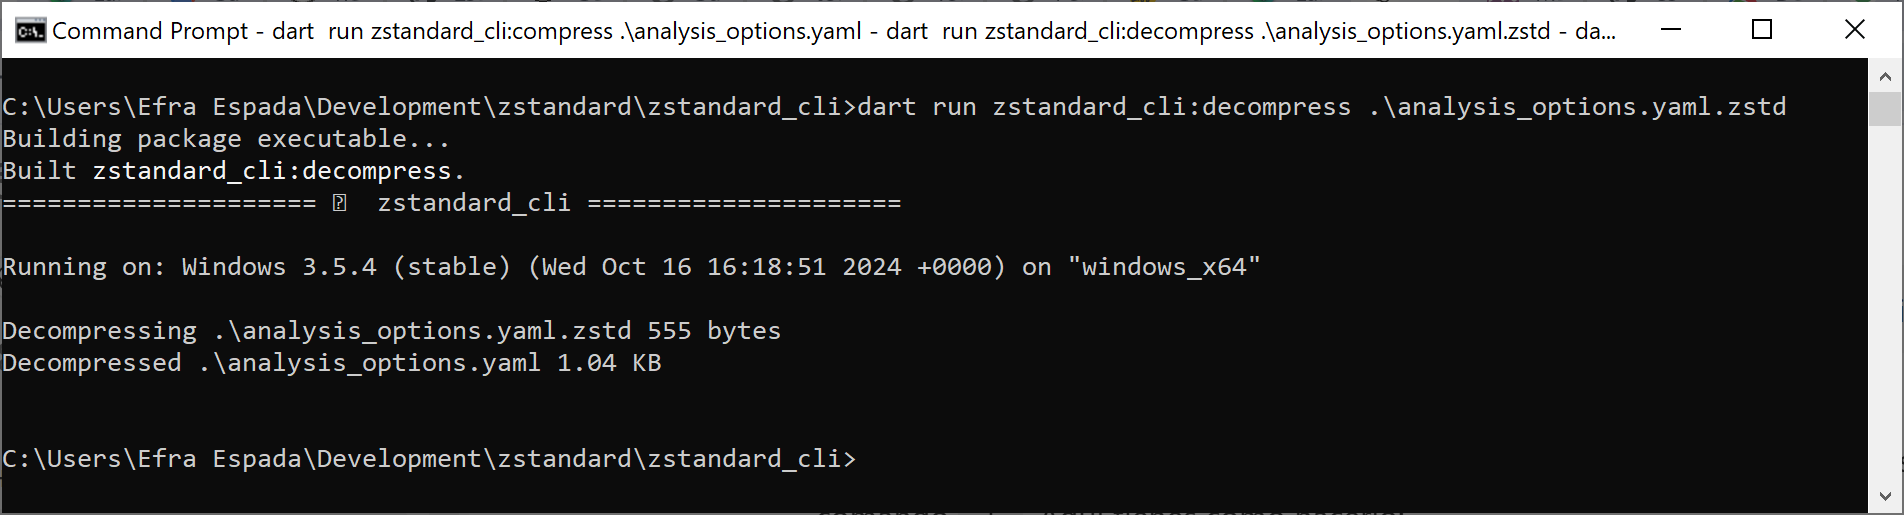 Command Prompt - dart  run zstandard_cli:compress .\analysis_options.yaml - dart  run zstandard_cli:decompress .\analysis_options.yaml.zstd - da...
C:\Users\Efra Espada\Development\zstandard\zstandard_cli>dart run zstandard_cli:decompress .\analysis_options.yaml.zstd
Building package executable...
Built zstandard_cli:decompress.
===================== ⍰  zstandard_cli =====================
Running on: Windows 3.5.4 (stable) (Wed Oct 16 16:18:51 2024 +0000) on "windows_x64"
Decompressing .\analysis_options.yaml.zstd 555 bytes
Decompressed .\analysis_options.yaml 1.04 KB
C:\Users\Efra Espada\Development\zstandard\zstandard_cli>